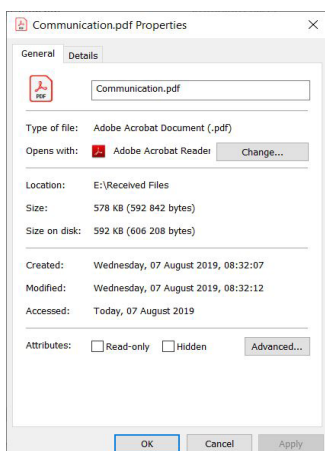 Communication.pdf Properties
General Details
PDF
Communication.pdf
Type of file: Adobe Acrobat Document (.pdf)
Opens with: Adobe Acrobat Reader Change...
Location: E:\Received Files
Size: 578 KB (592 842 bytes)
Size on disk: 592 KB (606 208 bytes)
Created: Wednesday, 07 August 2019, 08:32:07
Modified: Wednesday, 07 August 2019, 08:32:12
Accessed: Today, 07 August 2019
Attributes: Read-only Hidden Advanced...
OK Cancel Apply